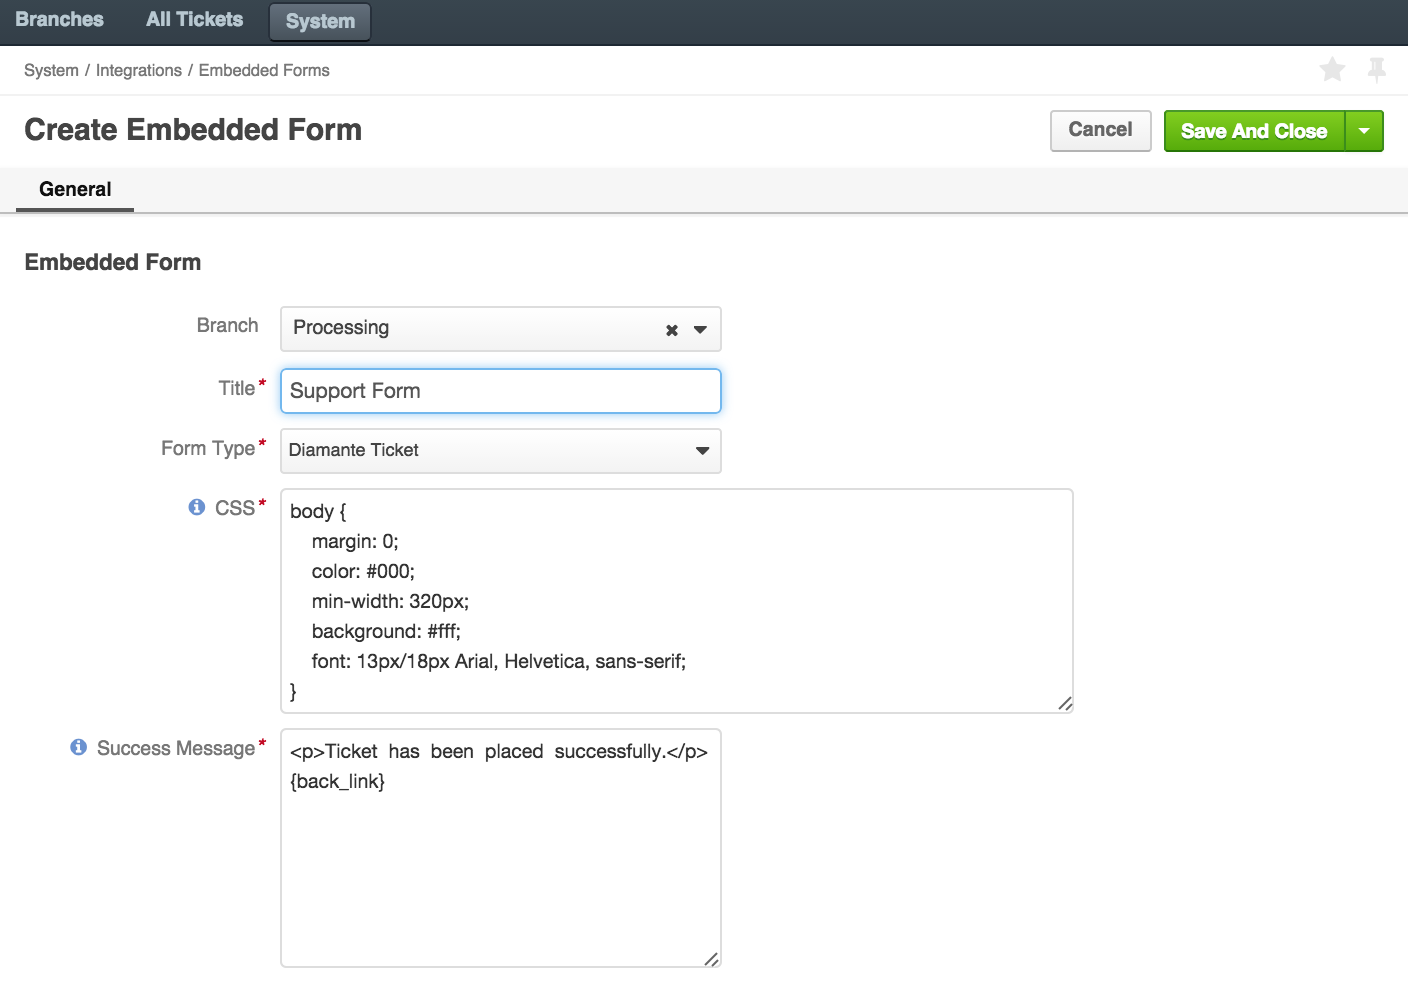 Branches All Tickets System
System / Integrations / Embedded Forms
Create Embedded Form
Cancel Save And Close
General
Embedded Form
Branch Processing
Title* Support Form
Form Type* Diamante Ticket
CSS* body {
margin: 0;
color: #000;
min-width: 320px;
background: #fff;
font: 13px/18px Arial, Helvetica, sans-serif;
}
Success Message* <p>Ticket has been placed successfully.</p>
{back_link}